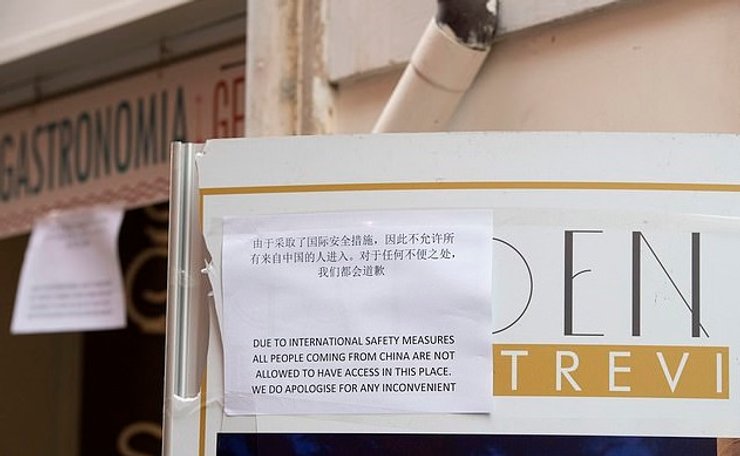 GASTRONOMIA
GE
由于采取了国际安全措施，因此不允许所
有来自中国的人进入。对于任何不便之处，
我们都会道歉
DUE TO INTERNATIONAL SAFETY MEASURES
ALL PEOPLE COMING FROM CHINA ARE NOT
ALLOWED TO HAVE ACCESS IN THIS PLACE.
WE DO APOLOGISE FOR ANY INCONVENIENT
DEN
TREVI